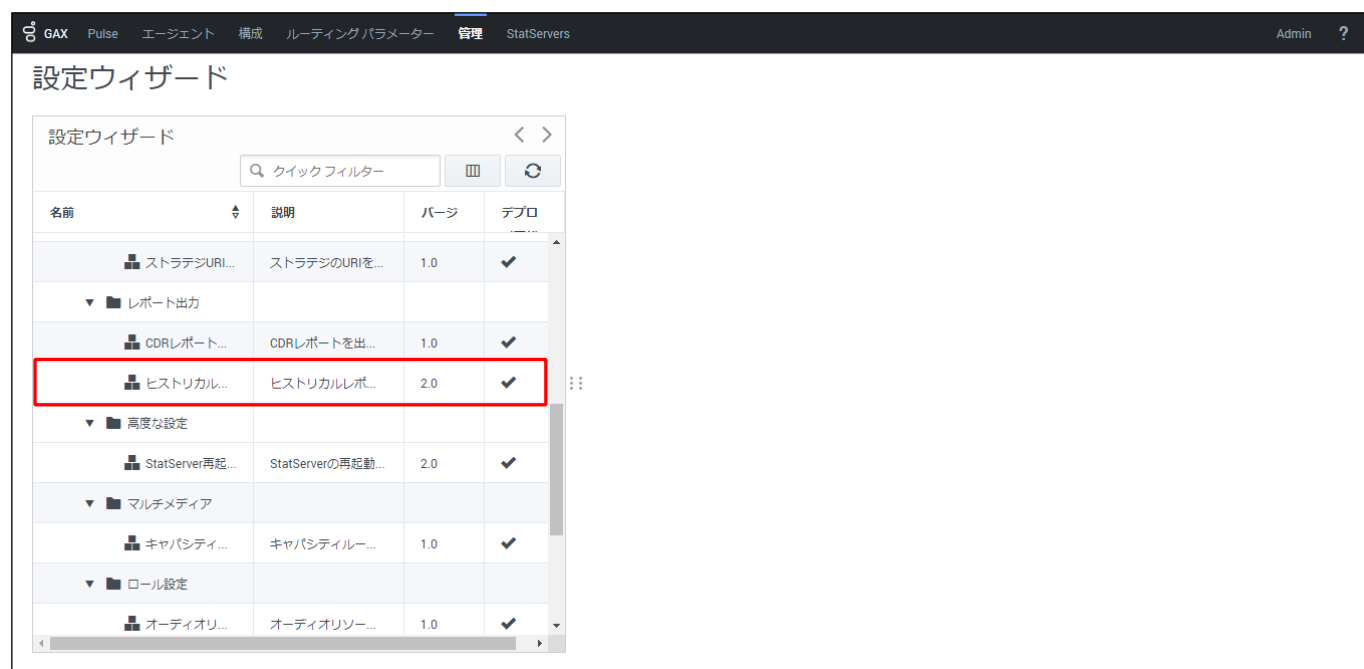 GAX Pulse エージェント 構成 ルーティング パラメーター 管理 StatServers Admin ?
設定ウィザード
設定ウィザード
クイック フィルター
名前 説明 バージ デプロ
ストラテジURI... ストラテジのURIを... 1.0
レポート出力
CDRレポート... CDRレポートを出... 1.0
ヒストリカル... ヒストリカルレポ... 2.0
高度な設定
StatServer再起... StatServerの再起動... 2.0
マルチメディア
キャパシティ... キャパシティルー... 1.0
ロール設定
オーディオリ... オーディオリソー... 1.0